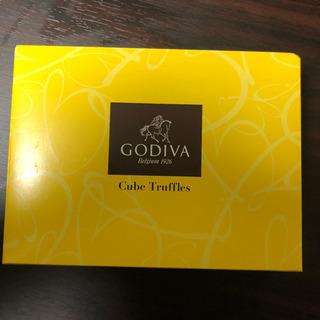 GODIVA
Belgium 1926
Cube Truffles